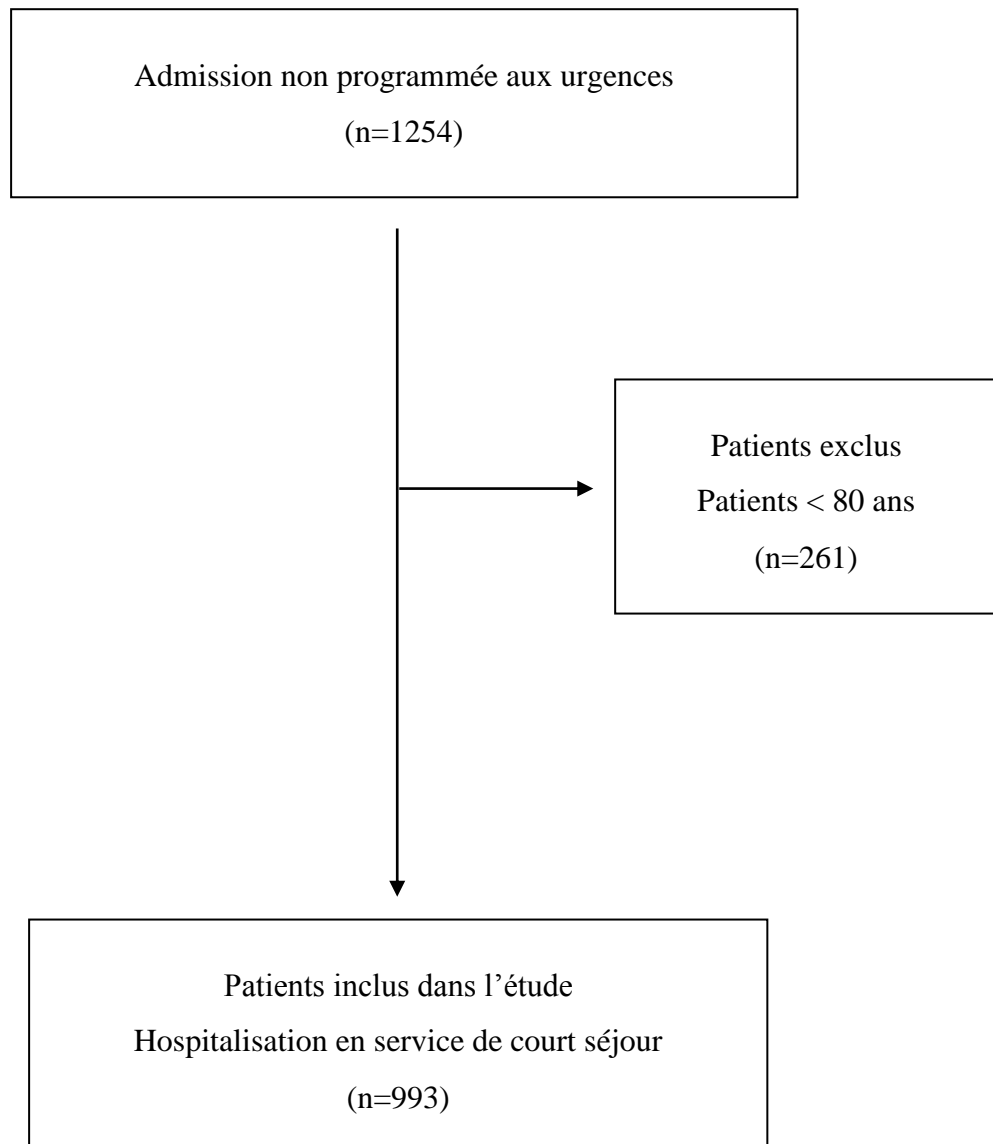 Admission non programmée aux urgences
(n=1254)
Patients exclus
Patients < 80 ans
(n=261)
Patients inclus dans l’étude
Hospitalisation en service de court séjour
(n=993)